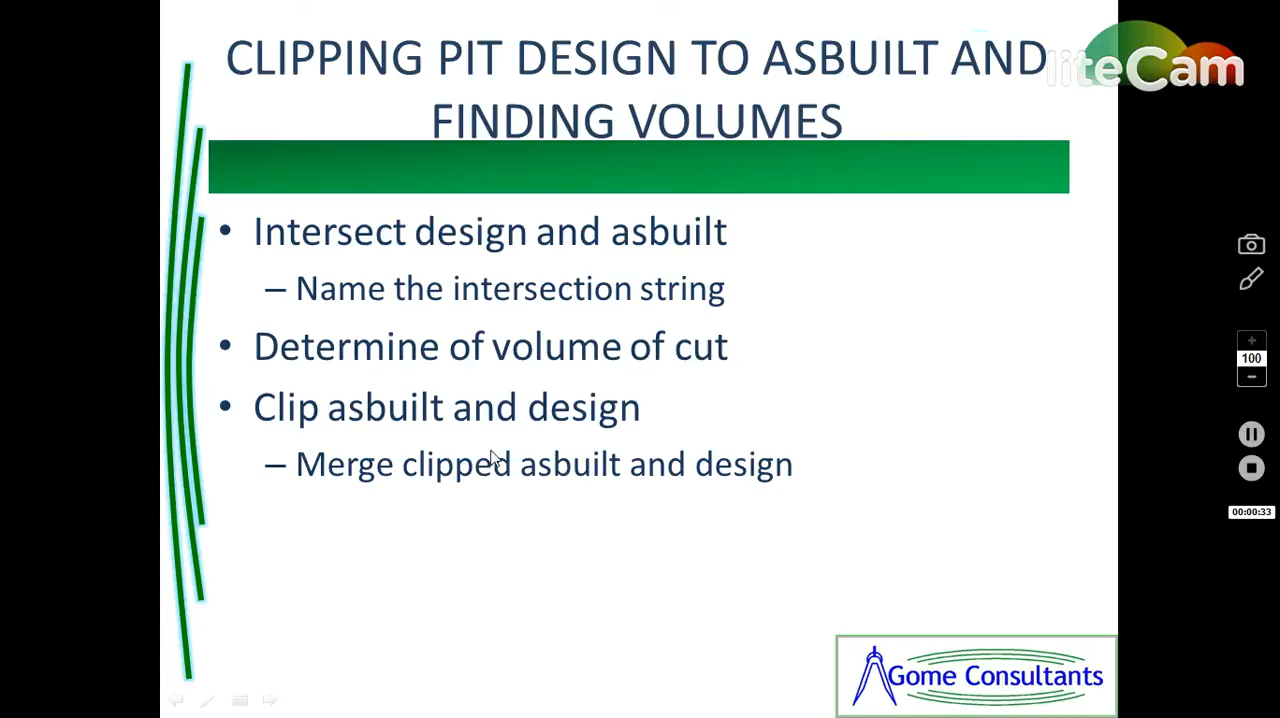 CLIPPING PIT DESIGN TO ASBUILT AND
FINDING VOLUMES
liteCam
• Intersect design and asbuilt
– Name the intersection string
• Determine of volume of cut
• Clip asbuilt and design
– Merge clipped asbuilt and design
100
00:00:33
Gome Consultants